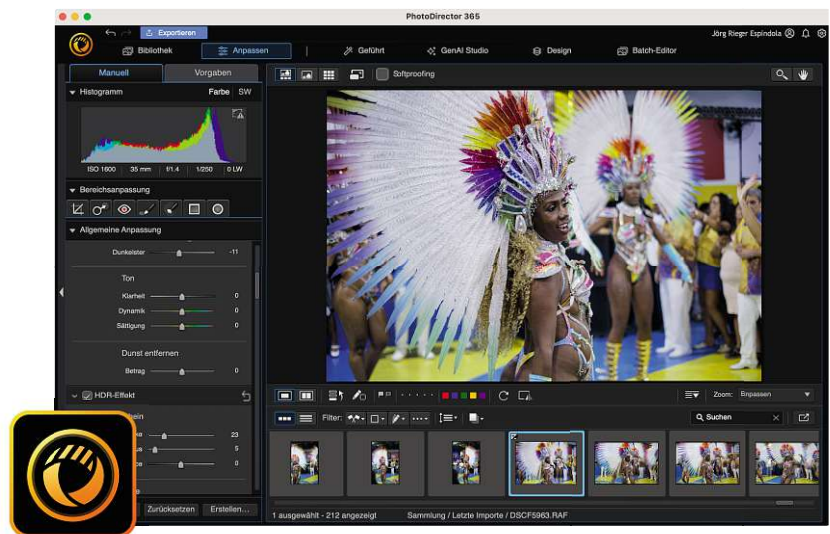 PhotoDirector 365
Exportieren
Jörg Rieger Espindola
Bibliothek
Anpassen
Geführt
GenAI Studio
Design
Batch-Editor
Manuell
Vorgaben
Softproofing
Histogramm
Farbe SW
ISO 1600 35 mm f/1.4 1/250 0 LW
Bereichsanpassung
Allgemeine Anpassung
Dunkelster -11
Ton
Klarheit 0
Dynamik 0
Sättigung 0
Dunst entfernen
Betrag 0
HDR-Effekt
23
5
0
Zurücksetzen Erstellen...
Zoom: Einpassen
Filter:
Suchen
1 ausgewählt - 212 angezeigt Sammlung / Letzte Importe / DSCF5963.RAF